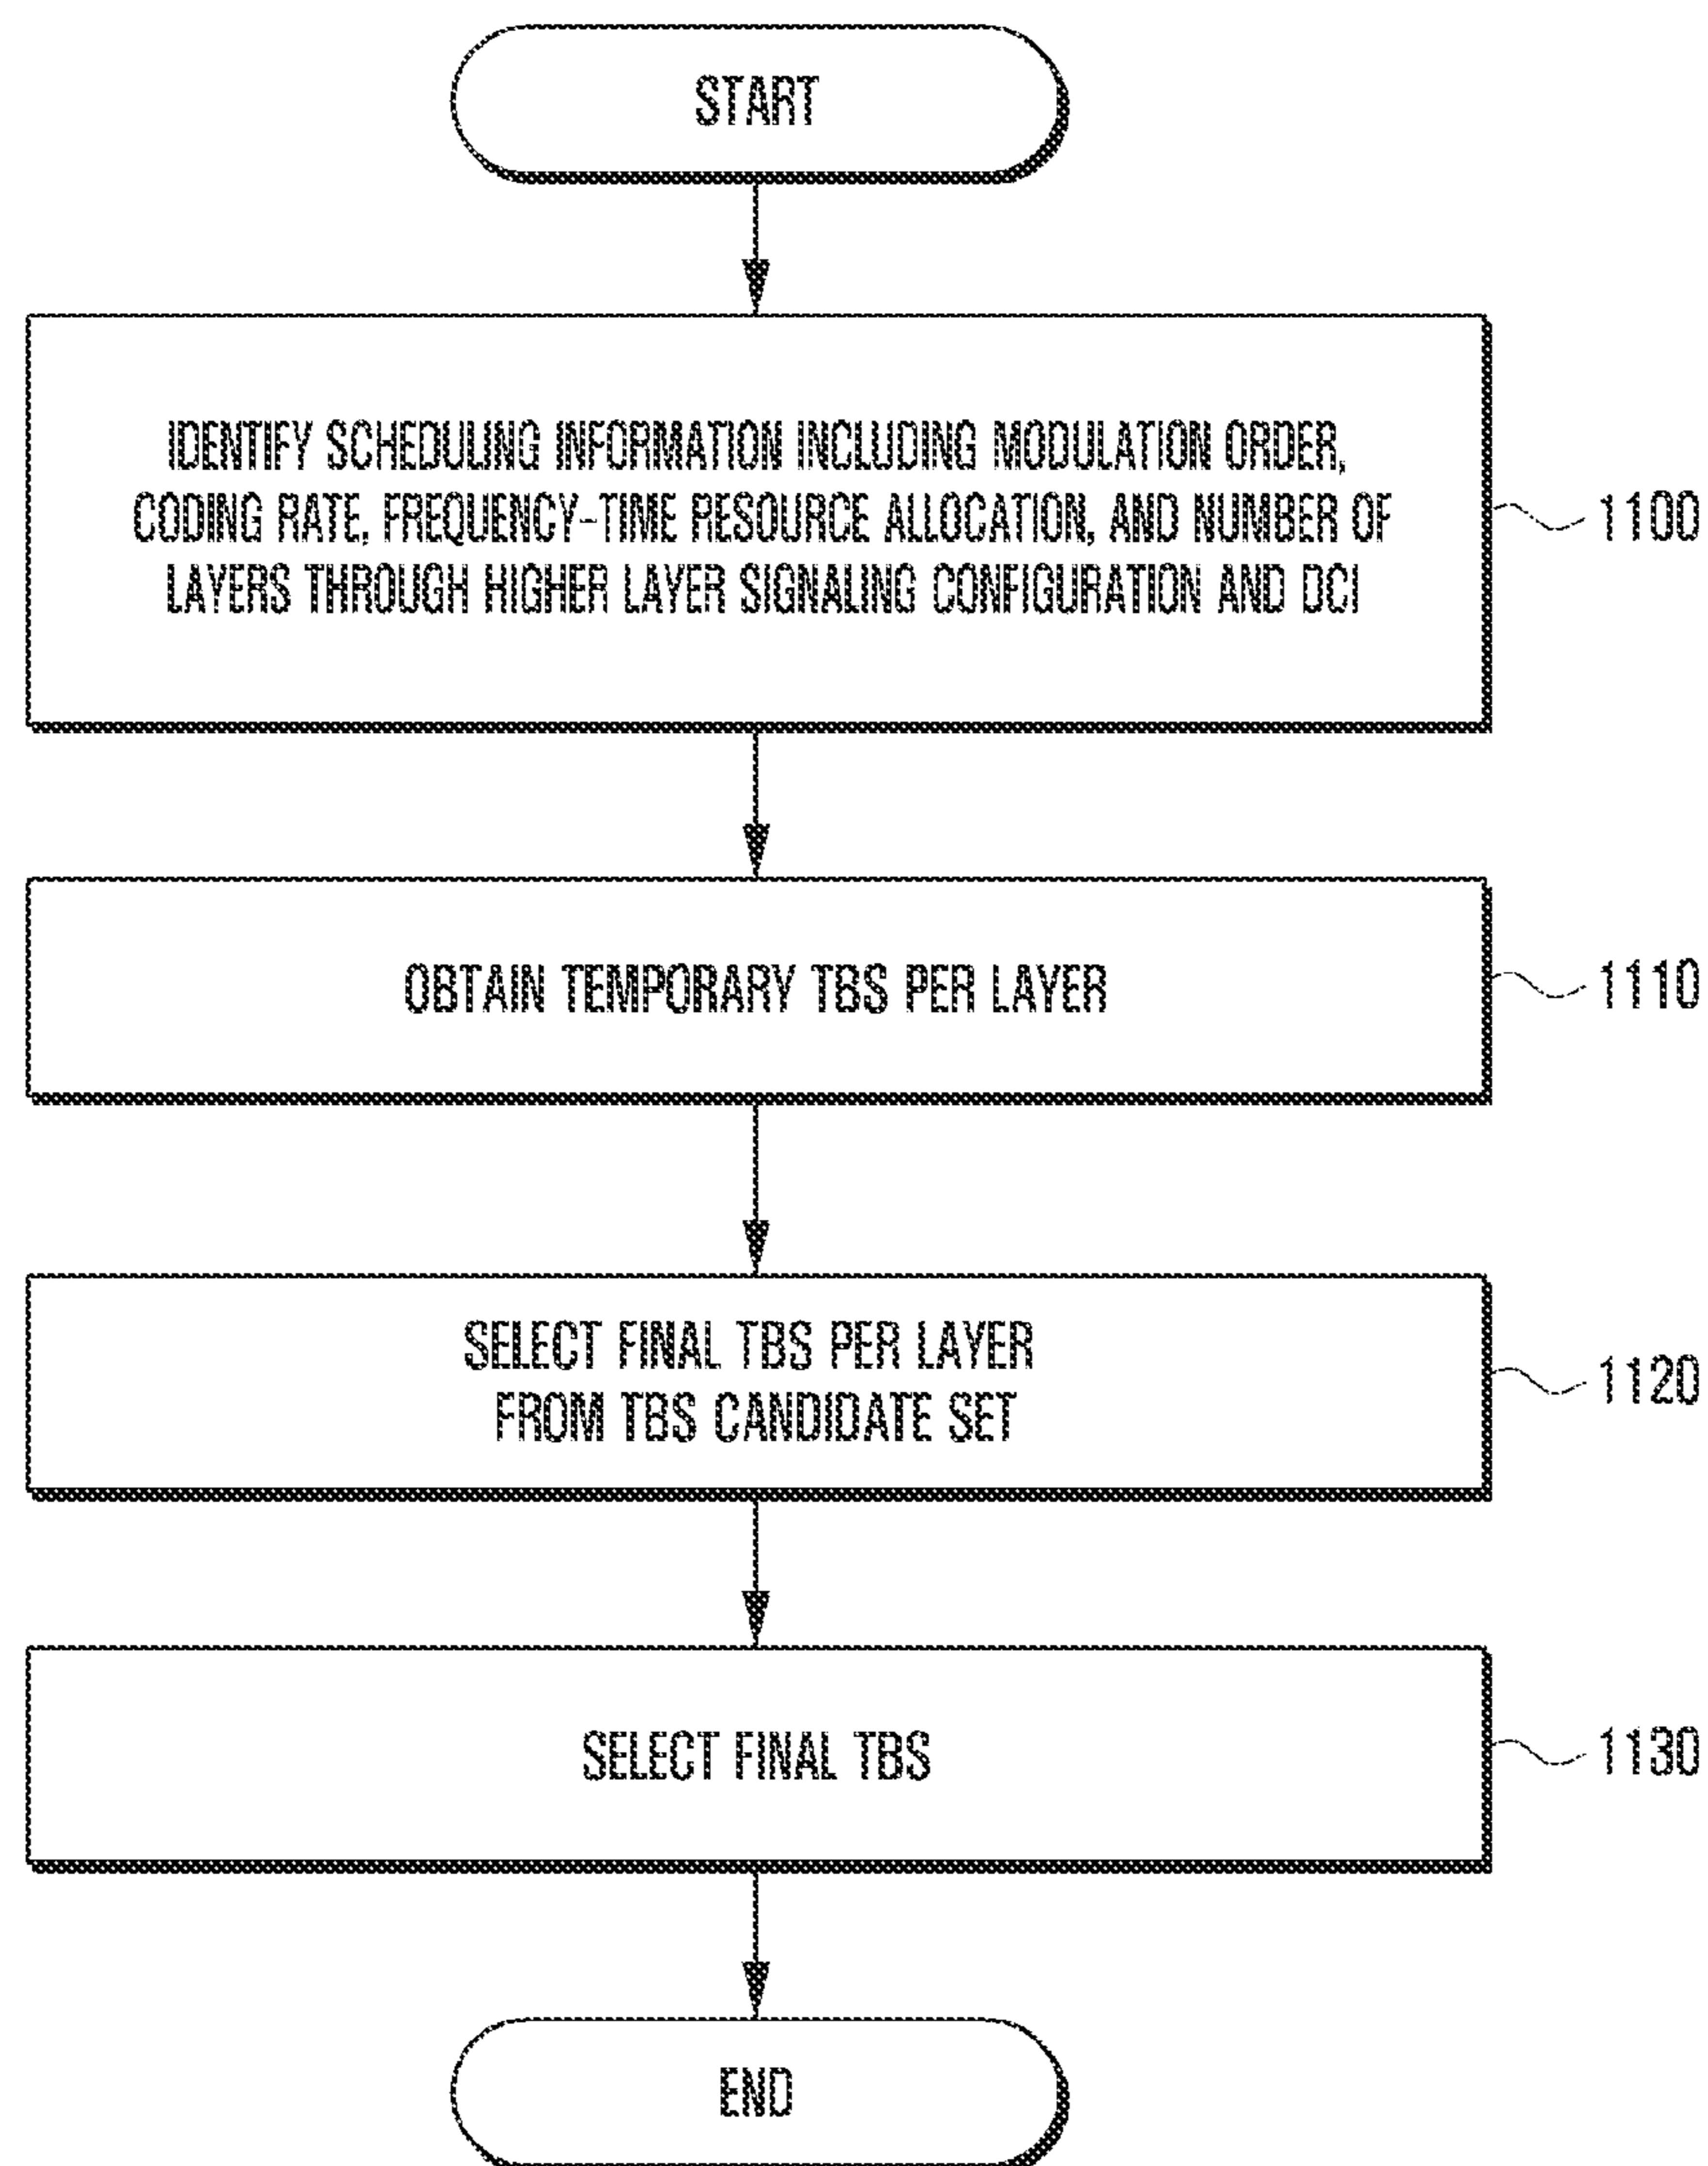 START
IDENTIFY SCHEDULING INFORMATION INCLUDING MODULATION ORDER,
CODING RATE, FREQUENCY-TIME RESOURCE ALLOCATION, AND NUMBER OF
LAYERS THROUGH HIGHER LAYER SIGNALING CONFIGURATION AND DCI
1100
OBTAIN TEMPORARY TBS PER LAYER
1110
SELECT FINAL TBS PER LAYER
FROM TBS CANDIDATE SET
1120
SELECT FINAL TBS
1130
END